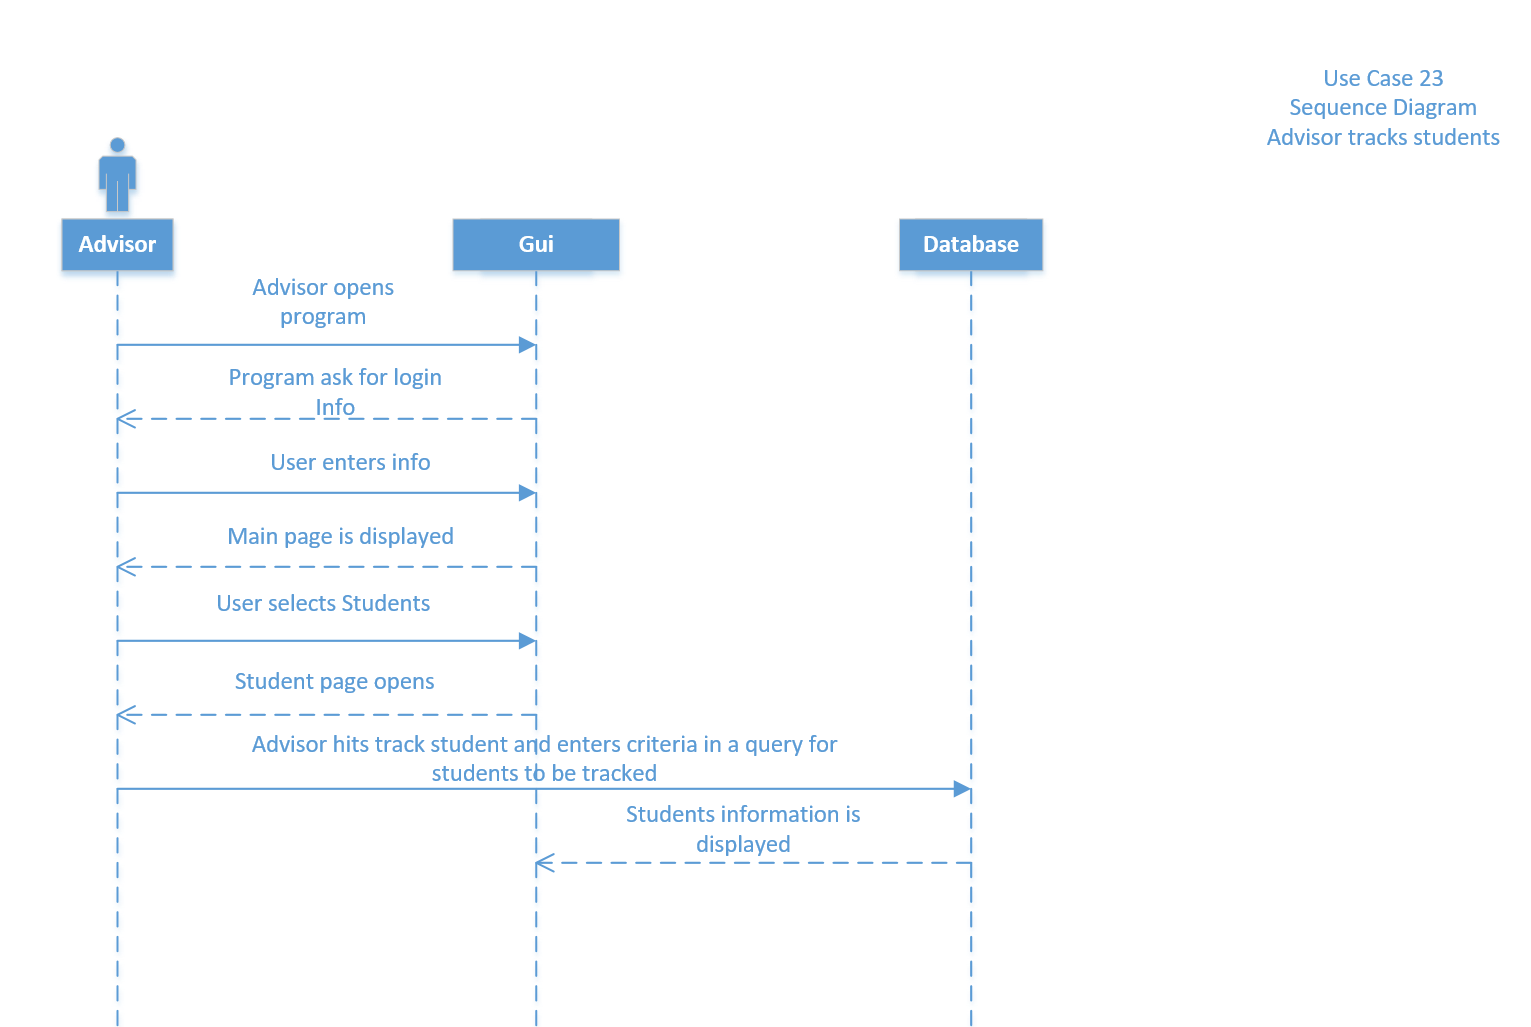 Use Case 23
Sequence Diagram
Advisor tracks students
Advisor
Gui
Database
Advisor opens
program
Program ask for login
Info
User enters info
Main page is displayed
User selects Students
Student page opens
Advisor hits track student and enters criteria in a query for
students to be tracked
Students information is
displayed